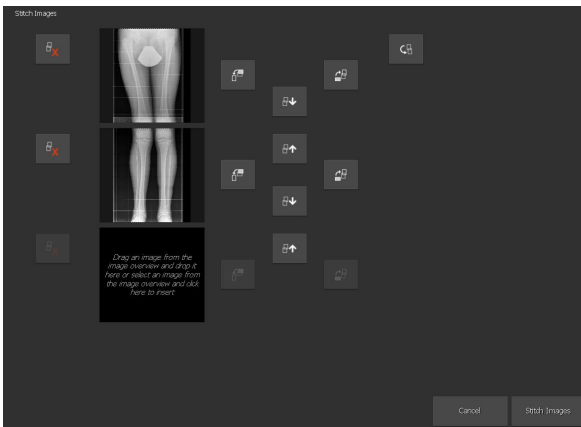 Stitch Images
Drag an image from the
image overview and drop it
here or select an image from
the image overview and click
here to insert
Cancel
Stitch Images